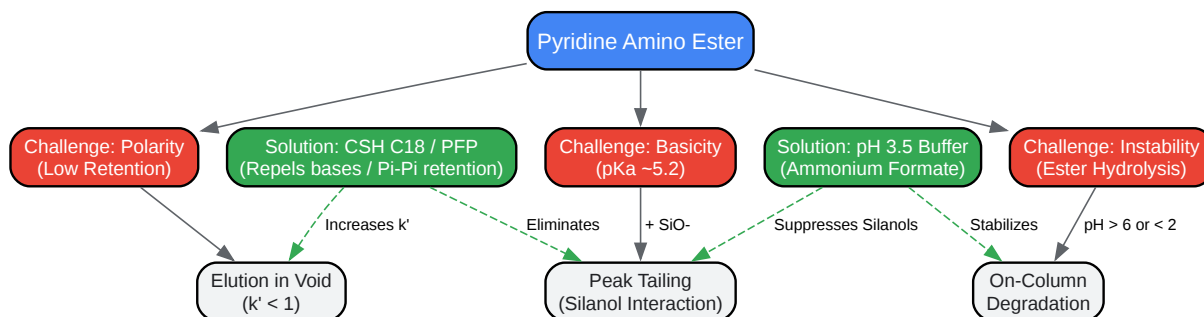 Pyridine Amino Ester
Challenge: Polarity
(Low Retention)
Solution: CSH C18 / PFP
(Repels bases / Pi-Pi retention)
Challenge: Basicity
(pKa ~5.2)
Solution: pH 3.5 Buffer
(Ammonium Formate)
Challenge: Instability
(Ester Hydrolysis)
Increases k'
Eliminates
+ SiO-
Suppresses Silanols
Stabilizes
pH > 6 or < 2
Elution in Void
(k' < 1)
Peak Tailing
(Silanol Interaction)
On-Column
Degradation